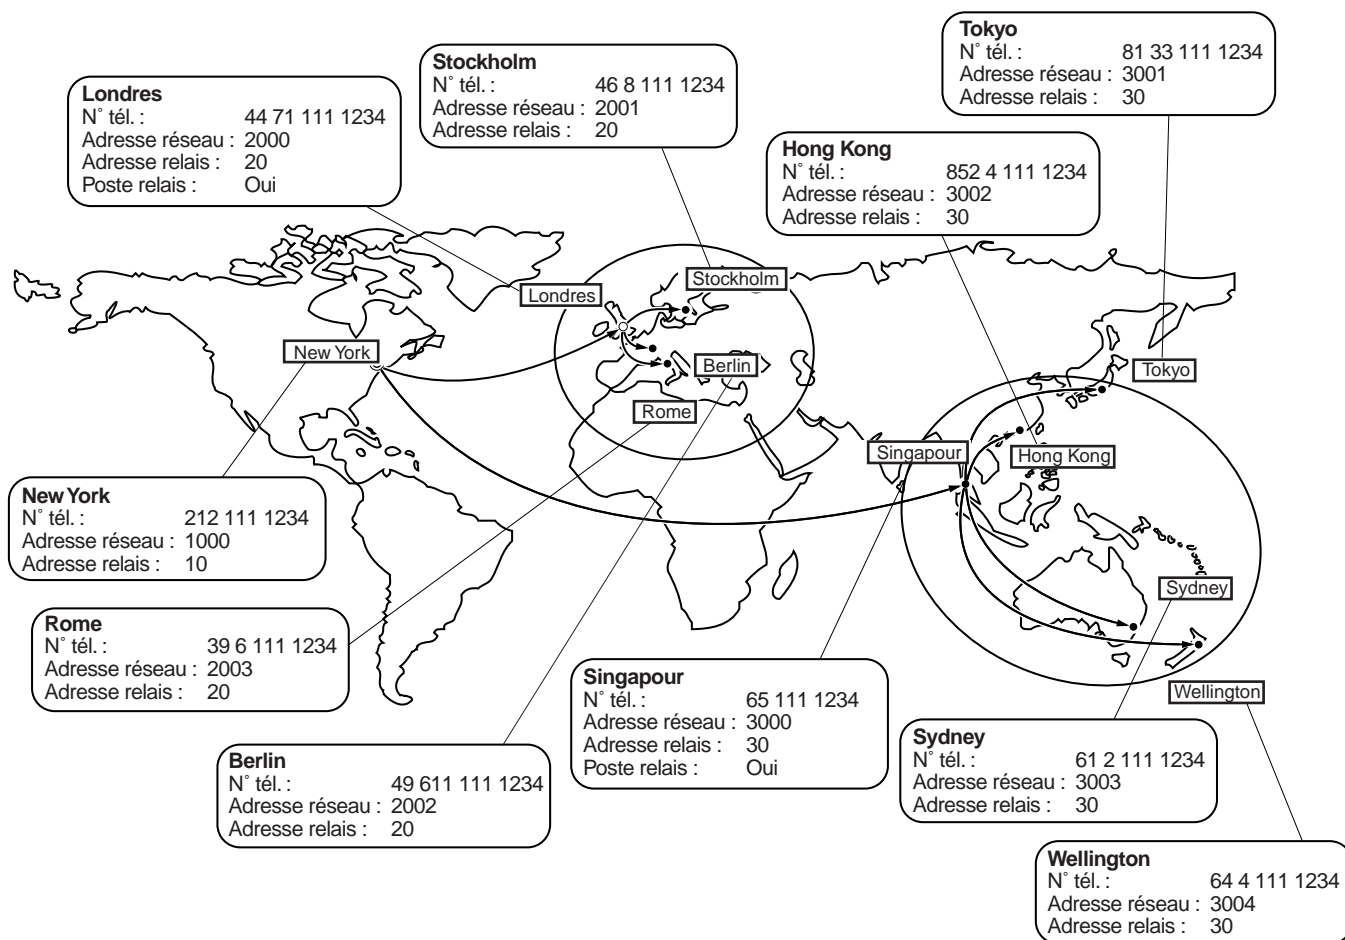 Tokyo
N° tél. : 81 33 111 1234
Adresse réseau : 3001
Adresse relais : 30
Stockholm
N° tél. : 46 8 111 1234
Adresse réseau : 2001
Adresse relais : 20
Londres
N° tél. : 44 71 111 1234
Adresse réseau : 2000
Adresse relais : 20
Poste relais : Oui
Hong Kong
N° tél. : 852 4 111 1234
Adresse réseau : 3002
Adresse relais : 30
Stockholm
Londres
New York
Berlin
Tokyo
Rome
Singapour
Hong Kong
New York
N° tél. : 212 111 1234
Adresse réseau : 1000
Adresse relais : 10
Sydney
Rome
N° tél. : 39 6 111 1234
Adresse réseau : 2003
Adresse relais : 20
Singapour
N° tél. : 65 111 1234
Adresse réseau : 3000
Adresse relais : 30
Poste relais : Oui
Wellington
Sydney
N° tél. : 61 2 111 1234
Adresse réseau : 3003
Adresse relais : 30
Berlin
N° tél. : 49 611 111 1234
Adresse réseau : 2002
Adresse relais : 20
Wellington
N° tél. : 64 4 111 1234
Adresse réseau : 3004
Adresse relais : 30